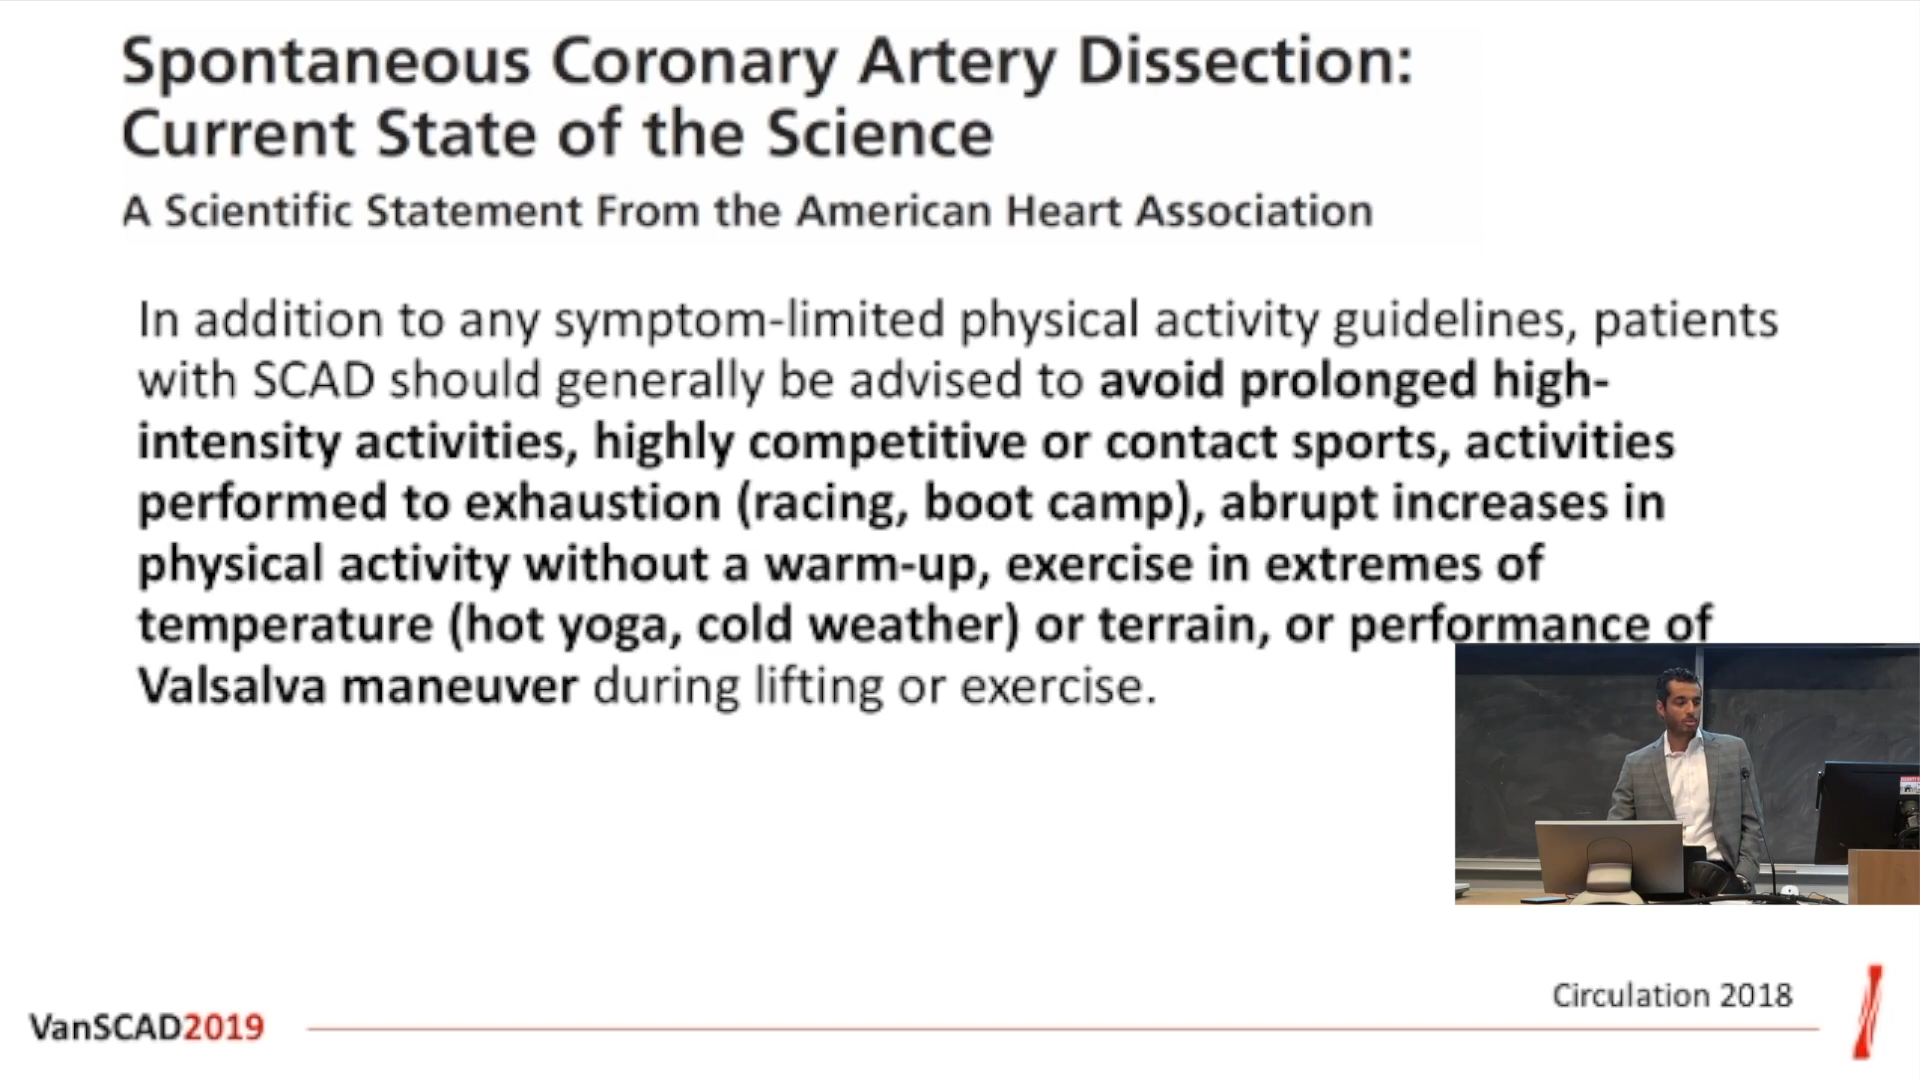 Spontaneous Coronary Artery Dissection:
Current State of the Science
A Scientific Statement From the American Heart Association
In addition to any symptom-limited physical activity guidelines, patients
with SCAD should generally be advised to avoid prolonged high-
intensity activities, highly competitive or contact sports, activities
performed to exhaustion (racing, boot camp), abrupt increases in
physical activity without a warm-up, exercise in extremes of
temperature (hot yoga, cold weather) or terrain, or performance of
Valsalva maneuver during lifting or exercise.
Circulation 2018
VanSCAD2019